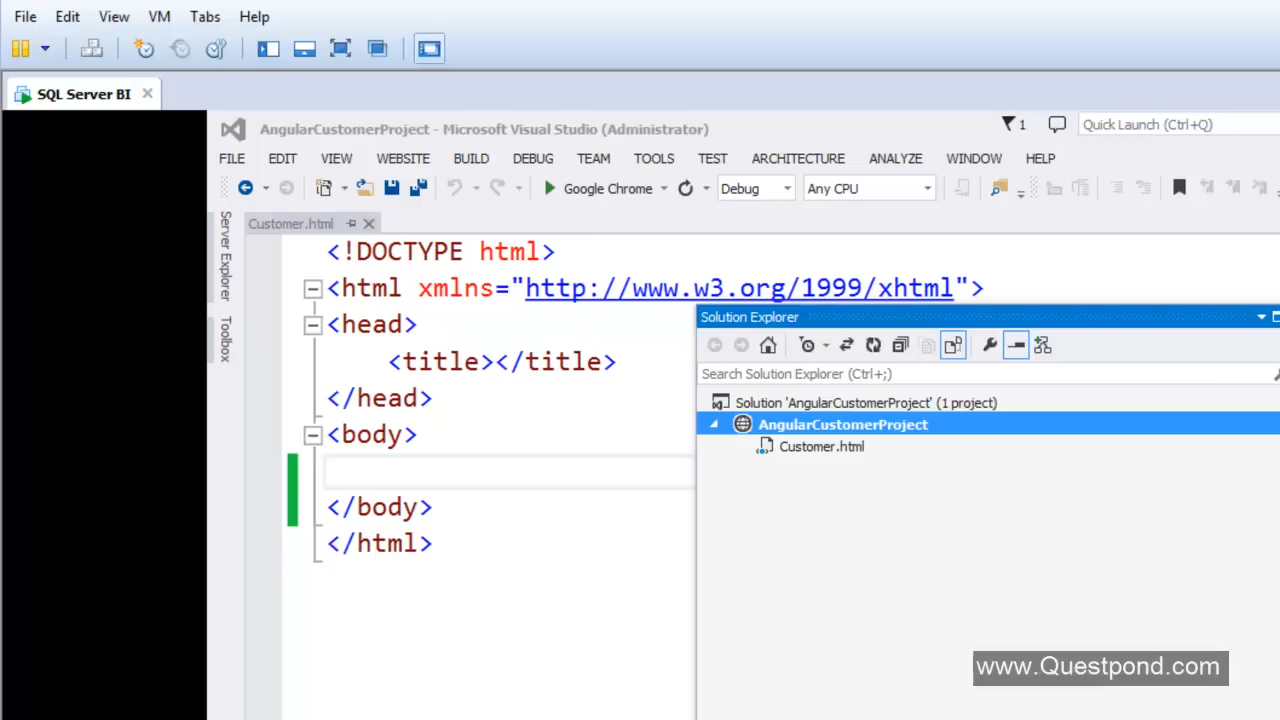 File Edit View VM Tabs Help
SQL Server BI
AngularCustomerProject - Microsoft Visual Studio (Administrator)
1
Quick Launch (Ctrl+Q)
FILE EDIT VIEW WEBSITE BUILD DEBUG TEAM TOOLS TEST ARCHITECTURE ANALYZE WINDOW HELP
Google Chrome Debug Any CPU
Server Explorer
Toolbox
Customer.html
<!DOCTYPE html>
<html xmlns="http://www.w3.org/1999/xhtml">
<head>
<title></title>
</head>
<body>
</body>
</html>
Solution Explorer
Search Solution Explorer (Ctrl+;)
Solution 'AngularCustomerProject' (1 project)
AngularCustomerProject
Customer.html
www.Questpond.com